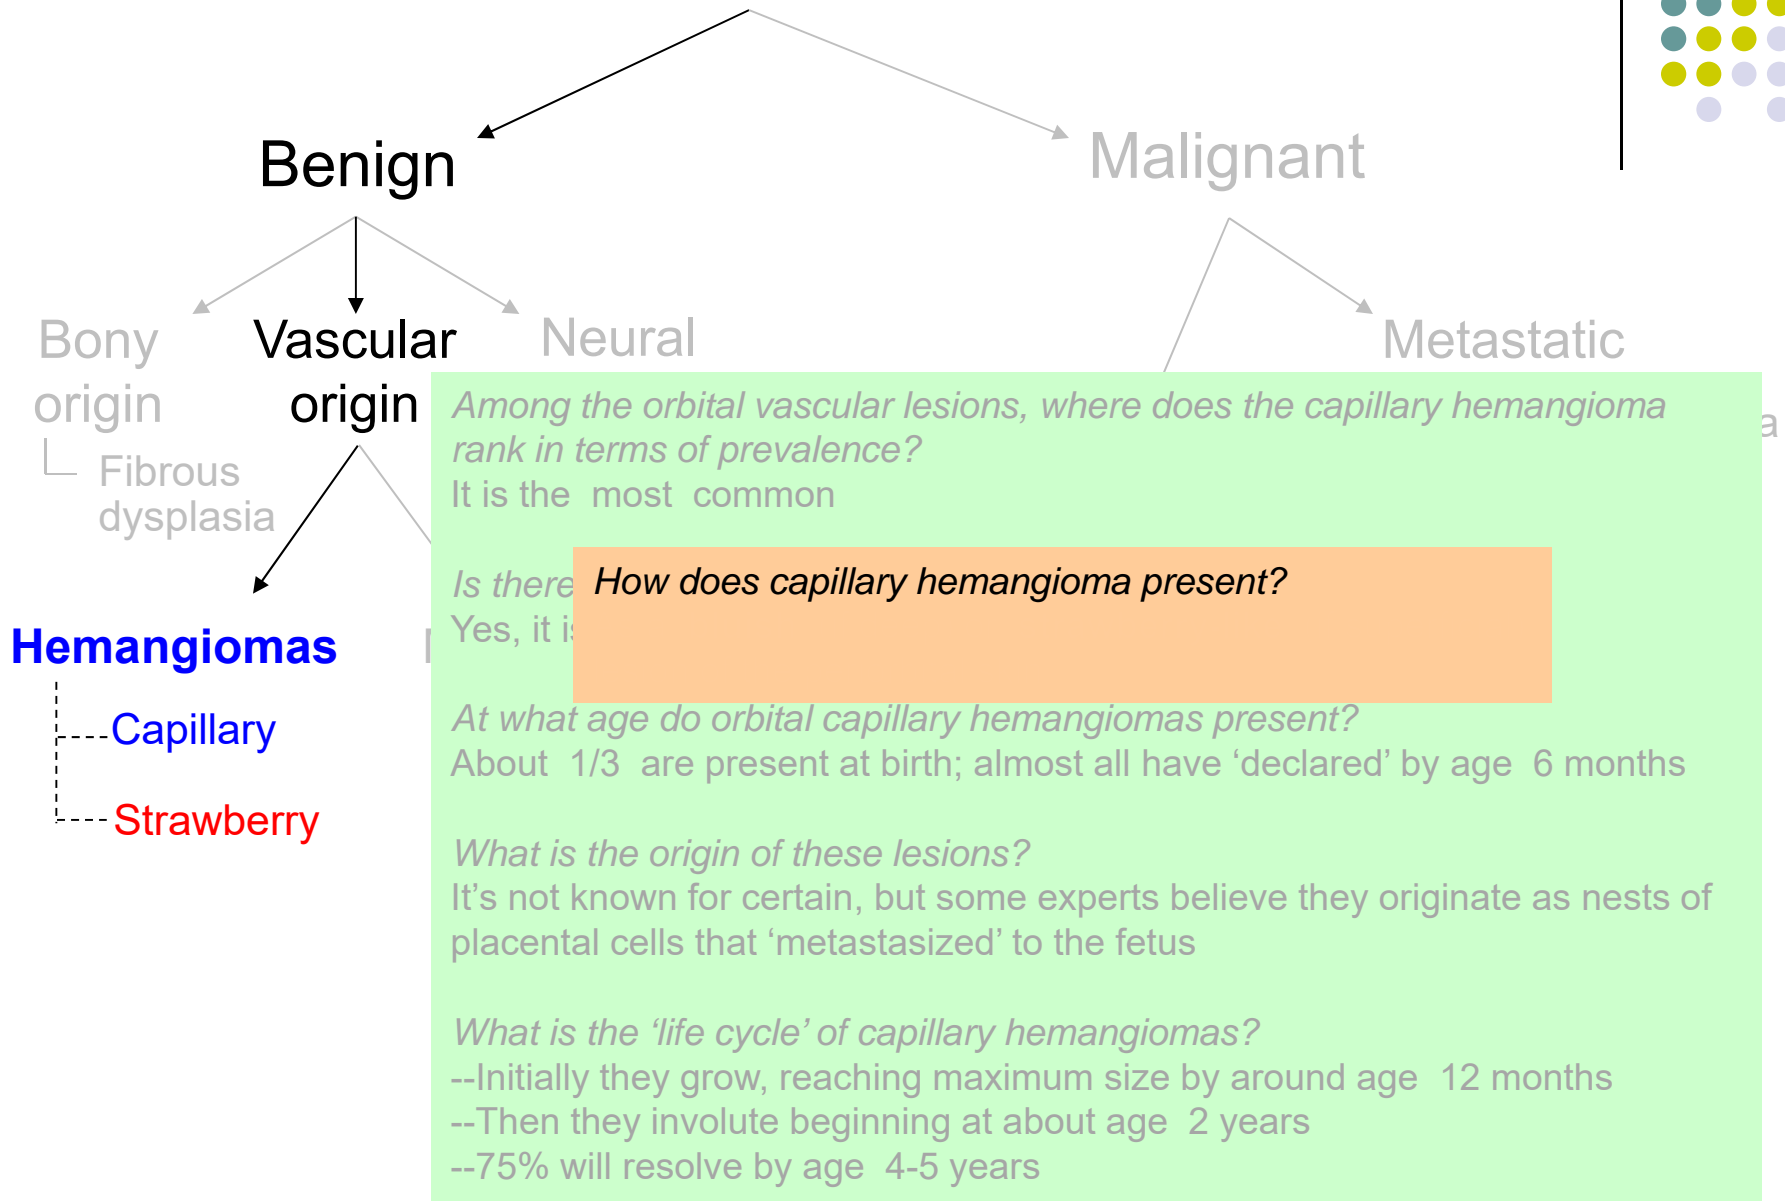 Benign
Malignant
Bony
origin
Fibrous
dysplasia
Vascular
origin
Neural
Metastatic
a
Hemangiomas
Capillary
Strawberry
Among the orbital vascular lesions, where does the capillary hemangioma
rank in terms of prevalence?
It is the most common
Is there
Yes, it
How does capillary hemangioma present?
At what age do orbital capillary hemangiomas present?
About 1/3 are present at birth; almost all have ‘declared’ by age 6 months
What is the origin of these lesions?
It’s not known for certain, but some experts believe they originate as nests of
placental cells that ‘metastasized’ to the fetus
What is the ‘life cycle’ of capillary hemangiomas?
--Initially they grow, reaching maximum size by around age 12 months
--Then they involute beginning at about age 2 years
--75% will resolve by age 4-5 years